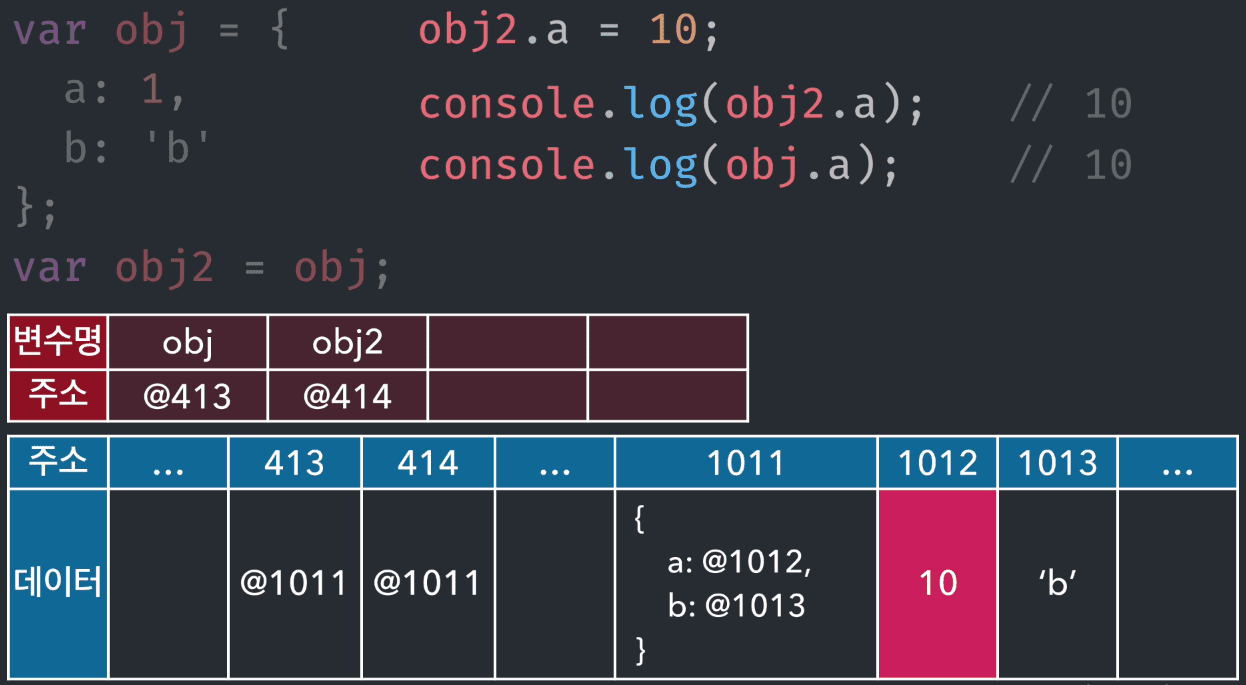 var obj = {
  a: 1,
  b: 'b'
};
var obj2 = obj;
obj2.a = 10;
console.log(obj2.a);    // 10
console.log(obj.a);    // 10
변수명 obj obj2
주소 @413 @414
주소 ... 413 414 ... 1011 1012 1013 ...
데이터 @1011 @1011 { 10 ‘b’
a: @1012,
b: @1013
}